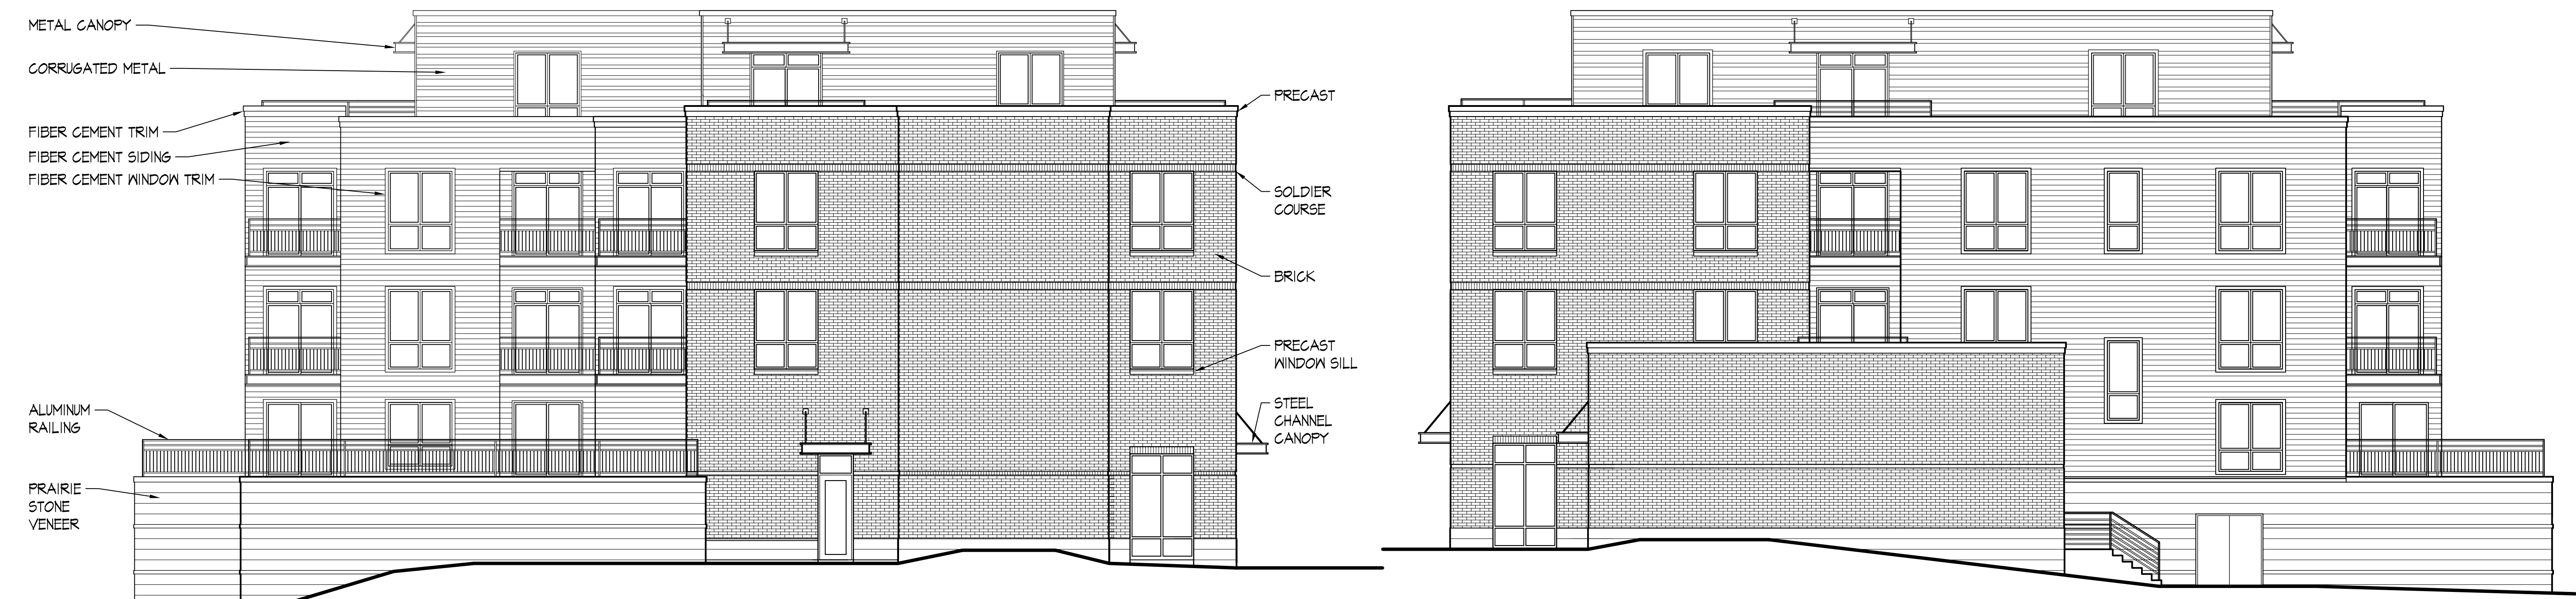 METAL CANOPY
CORRUGATED METAL
FIBER CEMENT TRIM
FIBER CEMENT SIDING
FIBER CEMENT WINDOW TRIM
ALUMINUM
RAILING
PRAIRIE
STONE
VENEER
PRECAST
SOLDIER
COURSE
BRICK
PRECAST
WINDOW SILL
STEEL
CHANNEL
CANOPY